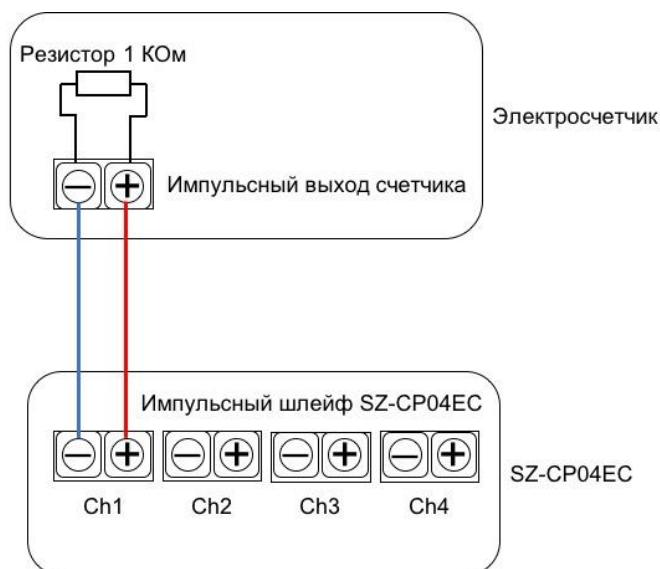 Резистор 1 КОм
Электросчетчик
Импульсный выход счетчика
Импульсный шлейф SZ-CP04EC
SZ-CP04EC
Ch1 Ch2 Ch3 Ch4